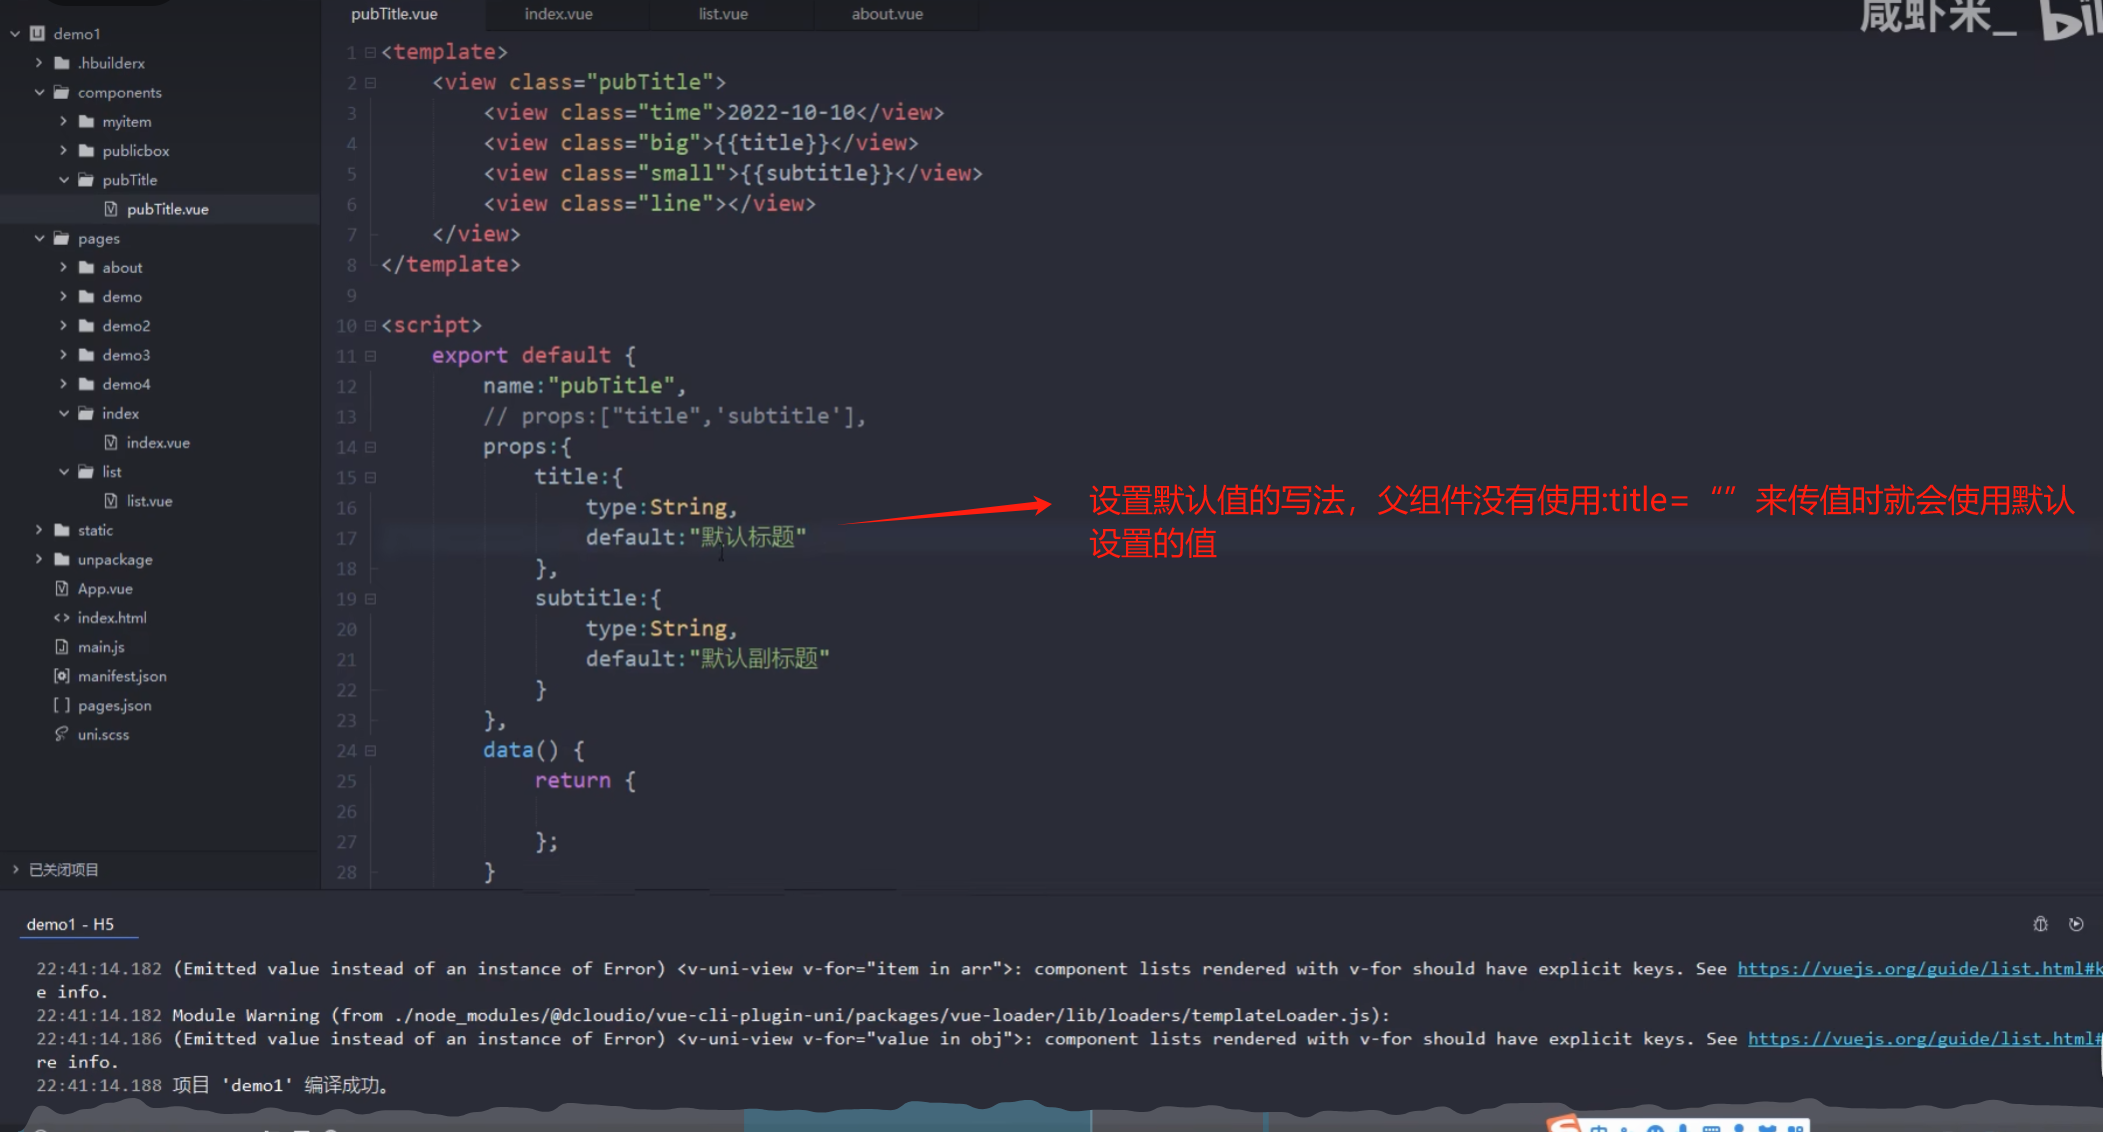 pubTitle.vue index.vue list.vue about.vue
咸虾米_ bili
demo1
.hbuilderx
components
myitem
publicbox
pubTitle
pubTitle.vue
pages
about
demo
demo2
demo3
demo4
index
index.vue
list
list.vue
static
unpackage
App.vue
index.html
main.js
manifest.json
pages.json
uni.scss
已关闭项目
1 <template>
2 <view class="pubTitle">
3 <view class="time">2022-10-10</view>
4 <view class="big">{{title}}</view>
5 <view class="small">{{subtitle}}</view>
6 <view class="line"></view>
7 </view>
8 </template>
9
10 <script>
11 export default {
12 name:"pubTitle",
13 // props:["title",'subtitle'],
14 props:{
15 title:{
16 type:String,
17 default:"默认标题"
18 },
19 subtitle:{
20 type:String,
21 default:"默认副标题"
22 }
23 },
24 data() {
25 return {
26
27 };
28 }
设置默认值的写法，父组件没有使用:title=“”来传值时就会使用默认
设置的值
demo1 - H5
22:41:14.182 (Emitted value instead of an instance of Error) <v-uni-view v-for="item in arr">: component lists rendered with v-for should have explicit keys. See https://vuejs.org/guide/list.html#k
e info.
22:41:14.182 Module Warning (from ./node_modules/@dcloudio/vue-cli-plugin-uni/packages/vue-loader/lib/loaders/templateLoader.js):
22:41:14.186 (Emitted value instead of an instance of Error) <v-uni-view v-for="value in obj">: component lists rendered with v-for should have explicit keys. See https://vuejs.org/guide/list.html#
re info.
22:41:14.188 项目 'demo1' 编译成功。